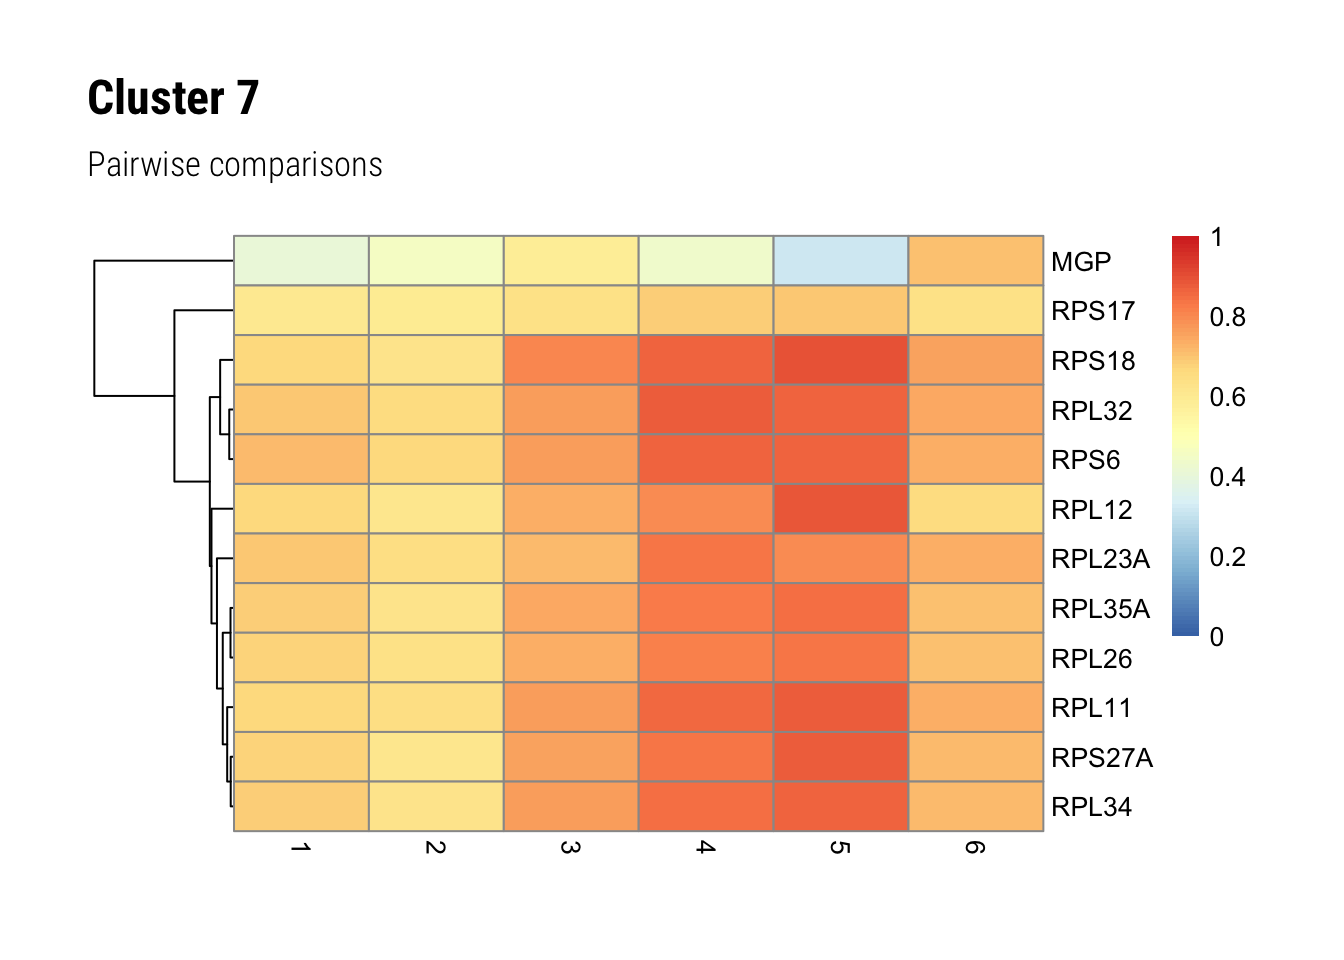 Cluster 7
Pairwise comparisons
MGP
RPS17
RPS18
RPL32
RPS6
RPL12
RPL23A
RPL35A
RPL26
RPL11
RPS27A
RPL34
1
0.8
0.6
0.4
0.2
0
1 2 3 4 5 6